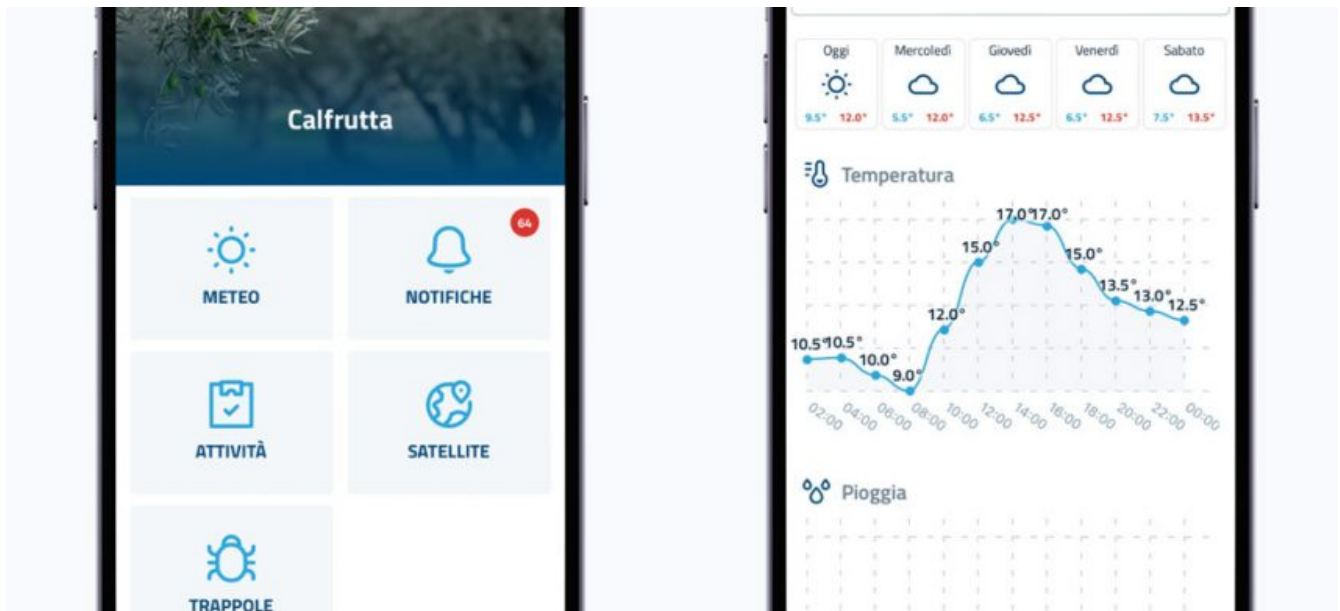 Calfrutta
METEO
64
NOTIFICHE
ATTIVITÀ
SATELLITE
TRAPPOLE
Oggi
9.5° 12.0°
Mercoledì
5.5° 12.0°
Giovedì
6.5° 12.5°
Venerdì
6.5° 12.5°
Sabato
7.5° 13.5°
Temperatura
10.5° 10.5° 10.0° 9.0° 12.0° 15.0° 17.0° 17.0° 15.0° 13.5° 13.0° 12.5°
02:00 04:00 06:00 08:00 10:00 12:00 14:00 16:00 18:00 20:00 22:00 00:00
Pioggia